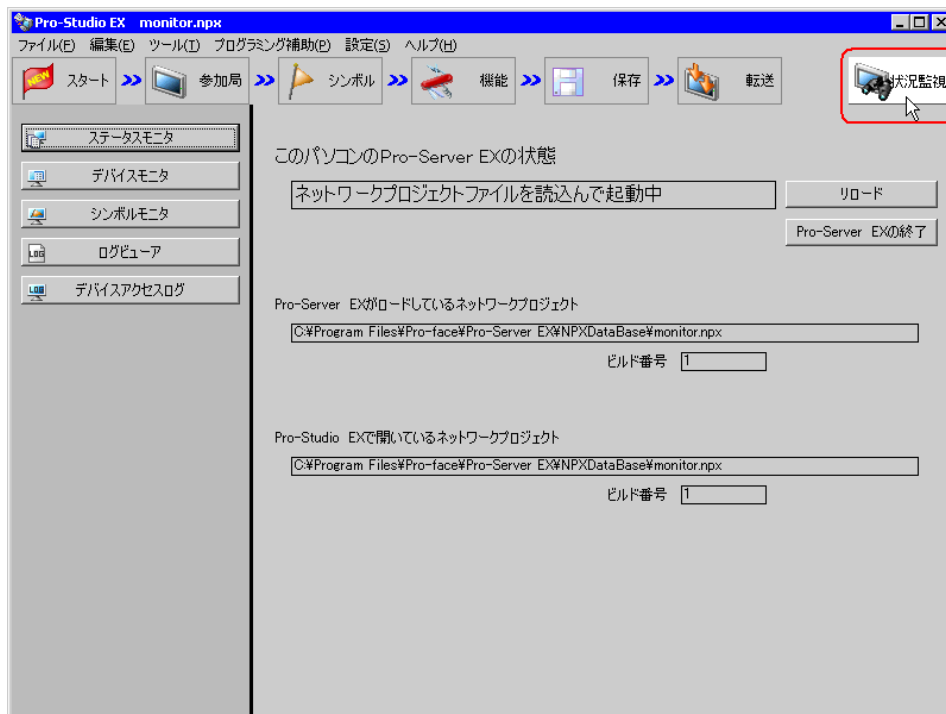 Pro-Studio EX monitor.npx
ファイル(F) 編集(E) ツール(T) プログラミング補助(P) 設定(S) ヘルプ(H)
NEW スタート 参加局 シンボル 機能 保存 転送 状況監視
ステータスモニタ
デバイスモニタ
シンボルモニタ
LOG ログビューア
LOG デバイスアクセスログ
このパソコンのPro-Server EXの状態
ネットワークプロジェクトファイルを読込んで起動中 リロード
Pro-Server EXの終了
Pro-Server EXがロードしているネットワークプロジェクト
C:¥Program Files¥Pro-face¥Pro-Server EX¥NPXDataBase¥monitor.npx
ビルド番号 1
Pro-Studio EXで開いているネットワークプロジェクト
C:¥Program Files¥Pro-face¥Pro-Server EX¥NPXDataBase¥monitor.npx
ビルド番号 1